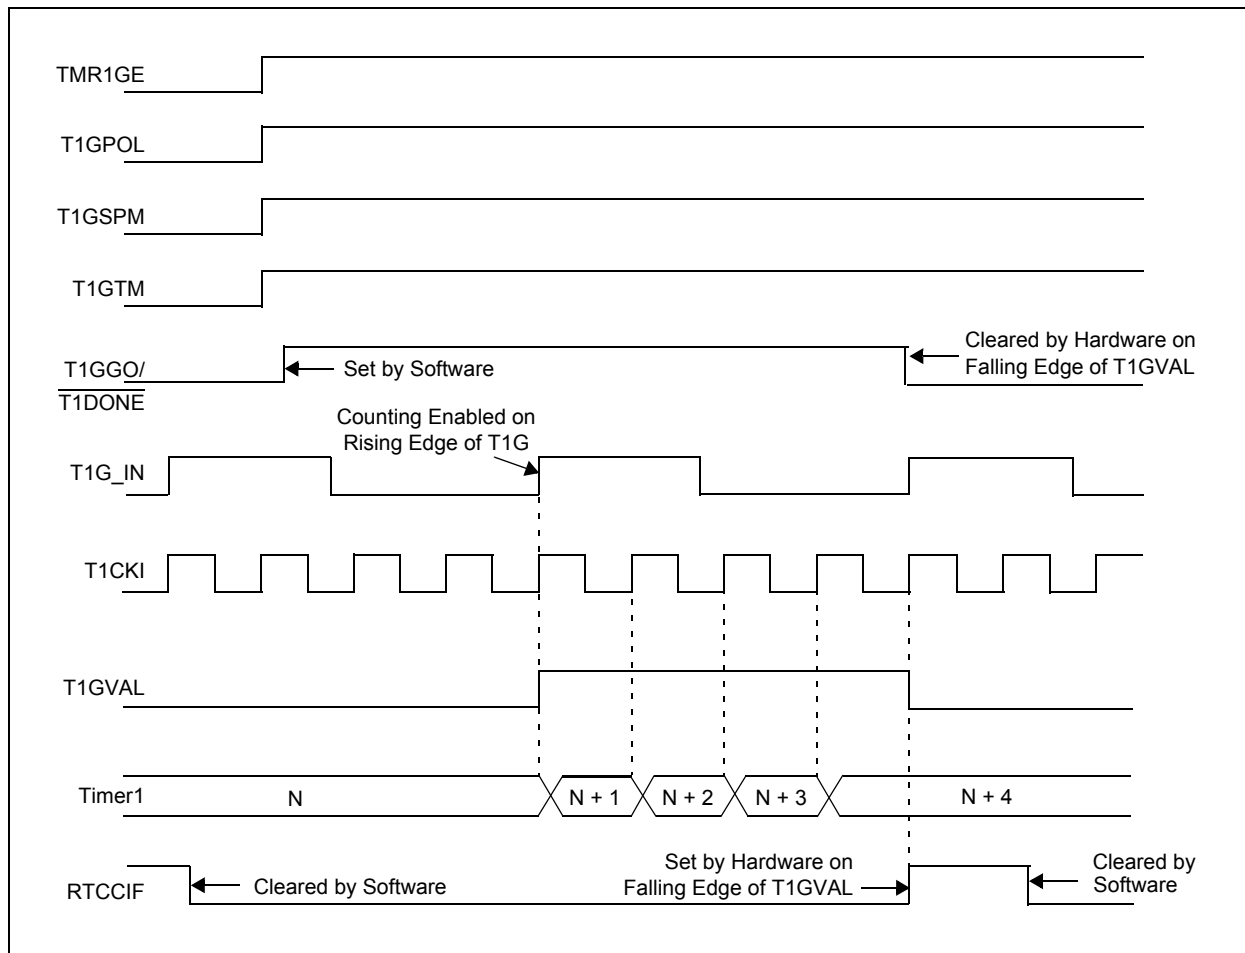 TMR1GE
T1GPOL
T1GSPM
T1GTM
T1GGO/
T1DONE
Set by Software
Cleared by Hardware on
Falling Edge of T1GVAL
Counting Enabled on
Rising Edge of T1G
T1G_IN
T1CKI
T1GVAL
Timer1
N
N + 1
N + 2
N + 3
N + 4
RTCCIF
Cleared by Software
Set by Hardware on
Falling Edge of T1GVAL
Cleared by
Software